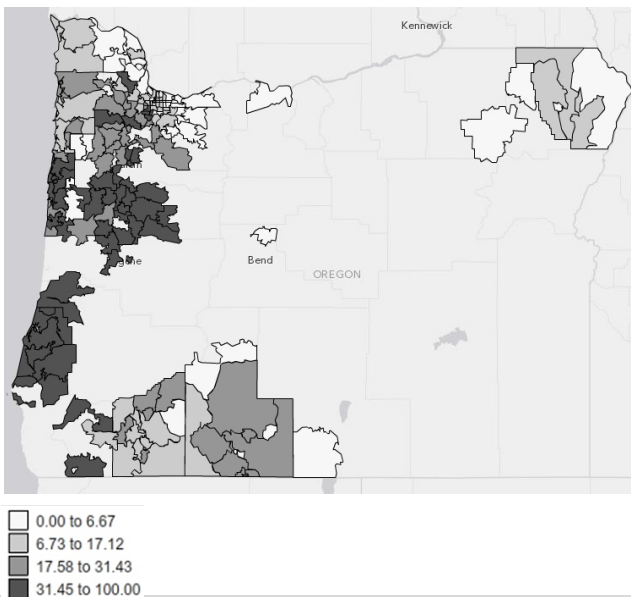 Kennewick
Bend
OREGON
0.00 to 6.67
6.73 to 17.12
17.58 to 31.43
31.45 to 100.00